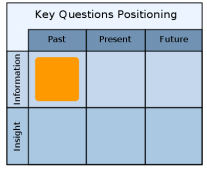 Key Questions Positioning
Past Present Future
Information
Insight